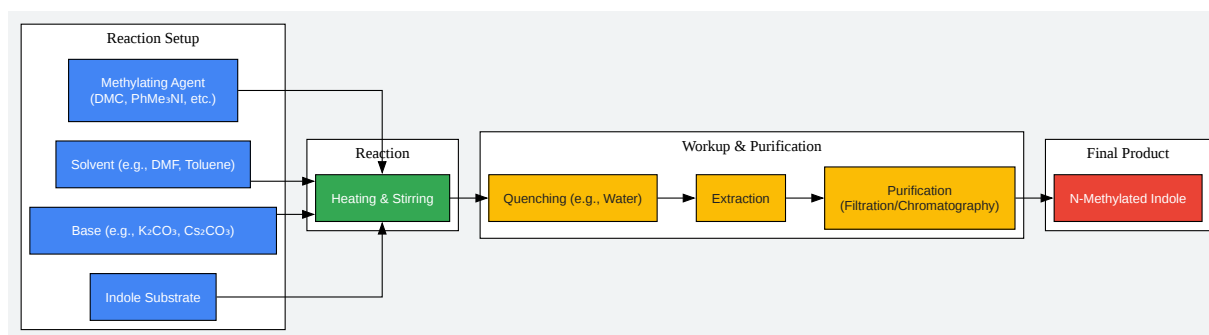 Reaction Setup
Methylating Agent
(DMC, PhMe₃NI, etc.)
Solvent (e.g., DMF, Toluene)
Base (e.g., K₂CO₃, Cs₂CO₃)
Indole Substrate
Reaction
Heating & Stirring
Workup & Purification
Quenching (e.g., Water)
Extraction
Purification
(Filtration/Chromatography)
Final Product
N-Methylated Indole